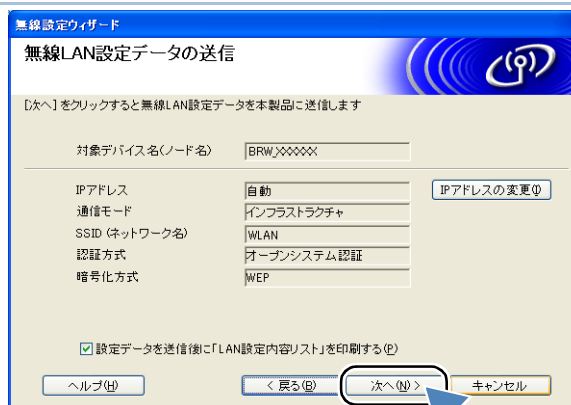 無線設定ウィザード
無線LAN設定データの送信
[次へ]をクリックすると無線LAN設定データを本製品に送信します
対象デバイス名(ノード名) BRW_XXXXXX
IPアドレス 自動 IPアドレスの変更(I)
通信モード インフラストラクチャ
SSID (ネットワーク名) WLAN
認証方式 オープンシステム認証
暗号化方式 WEP
設定データを送信後に「LAN設定内容リスト」を印刷する(P)
ヘルプ(H) < 戻る(B) 次へ(N) > キャンセル